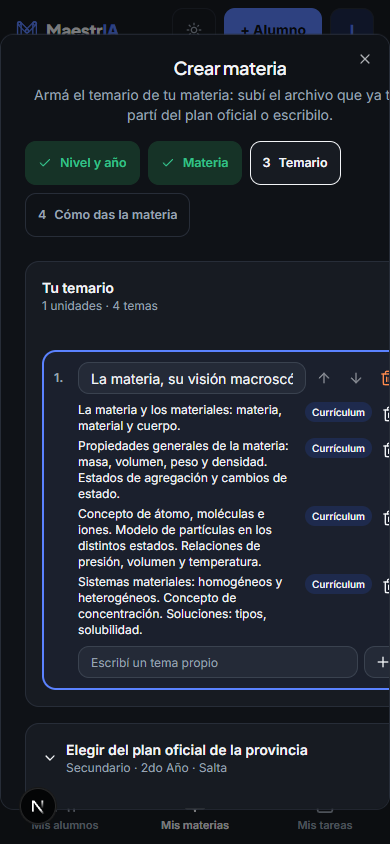 MaestrIA
+ Alumno
Crear materia
Armá el temario de tu materia: subí el archivo que ya t
partí del plan oficial o escribilo.
Nivel y año
Materia
3 Temario
4 Cómo das la materia
Tu temario
1 unidades · 4 temas
1. La materia, su visión macroscó
La materia y los materiales: materia,
material y cuerpo.
Currículum
Propiedades generales de la materia:
masa, volumen, peso y densidad.
Estados de agregación y cambios de
estado.
Currículum
Concepto de átomo, moléculas e
iones. Modelo de partículas en los
distintos estados. Relaciones de
presión, volumen y temperatura.
Currículum
Sistemas materiales: homogéneos y
heterogéneos. Concepto de
concentración. Soluciones: tipos,
solubilidad.
Currículum
Escribí un tema propio
Elegir del plan oficial de la provincia
Secundario · 2do Año · Salta
N
Mis alumnos
Mis materias
Mis tareas